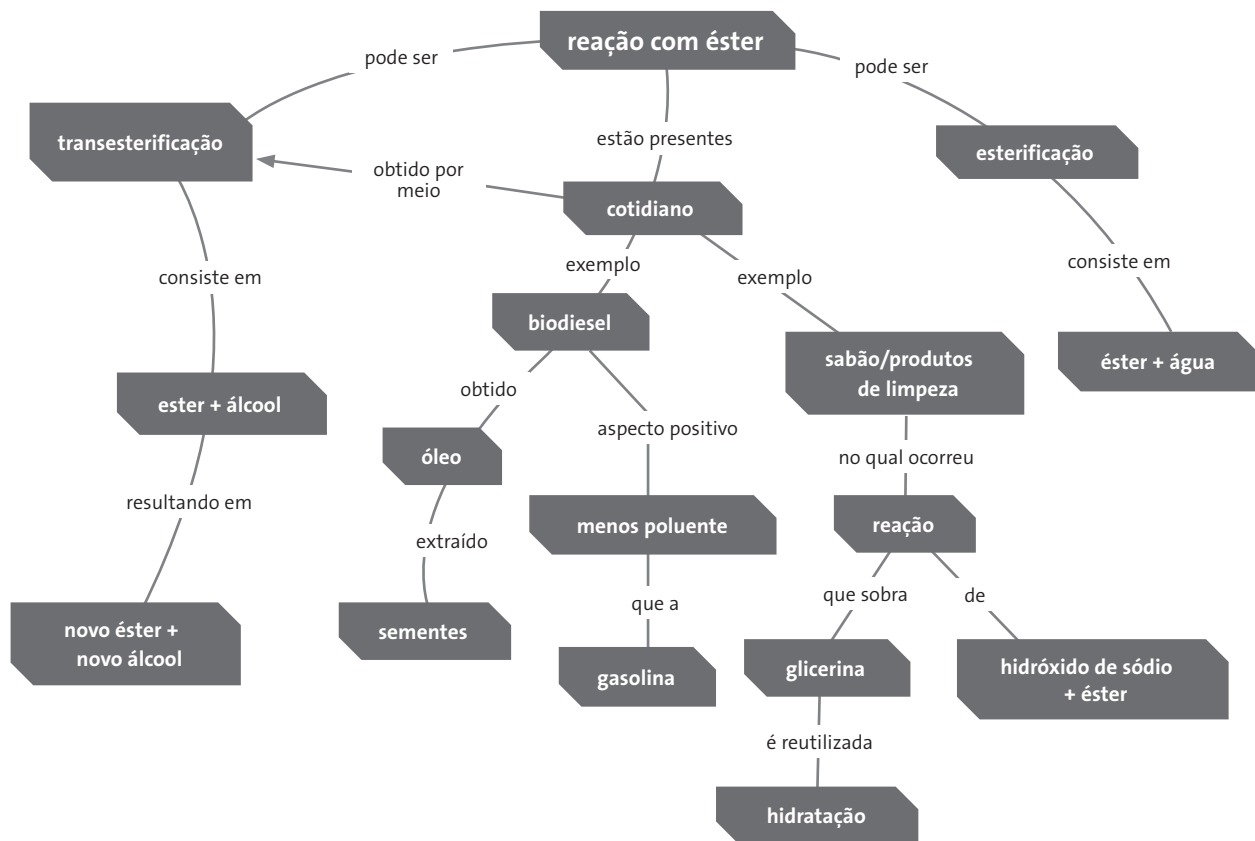 reação com éster
pode ser
pode ser
transesterificação
estão presentes
esterificação
obtido por
meio
cotidiano
consiste em
exemplo
exemplo
consiste em
biodiesel
sabão/produtos
de limpeza
éster + água
ester + álcool
obtido
aspecto positivo
óleo
no qual ocorreu
resultando em
menos poluente
reação
extraído
que a
que sobra
de
novo éster +
novo álcool
sementes
gasolina
glicerina
hidróxido de sódio
+ éster
é reutilizada
hidratação